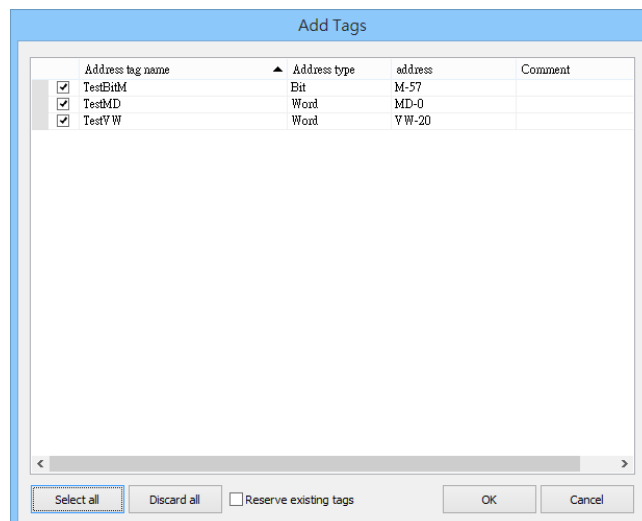 Add Tags
Address tag name Address type address Comment
TestBitM Bit M-57
TestMD Word MD-0
TestVW Word VW-20
Select all Discard all Reserve existing tags OK Cancel